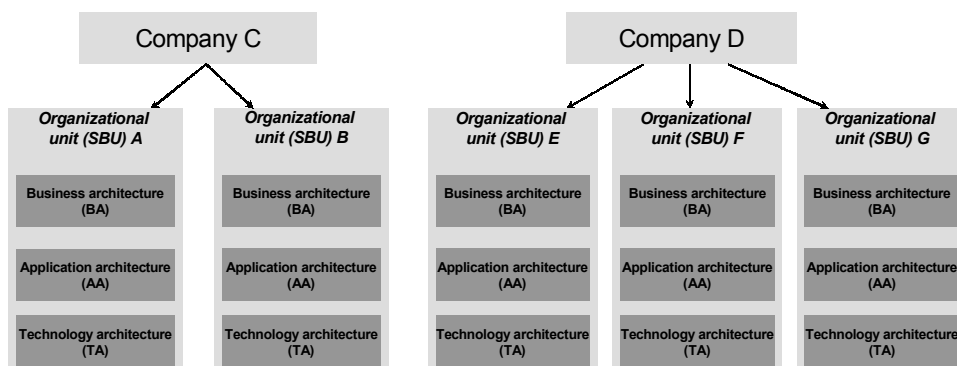 Company C
Company D
Organizational
unit (SBU) A
Organizational
unit (SBU) B
Organizational
unit (SBU) E
Organizational
unit (SBU) F
Organizational
unit (SBU) G
Business architecture
(BA)
Business architecture
(BA)
Business architecture
(BA)
Business architecture
(BA)
Business architecture
(BA)
Application architecture
(AA)
Application architecture
(AA)
Application architecture
(AA)
Application architecture
(AA)
Application architecture
(AA)
Technology architecture
(TA)
Technology architecture
(TA)
Technology architecture
(TA)
Technology architecture
(TA)
Technology architecture
(TA)